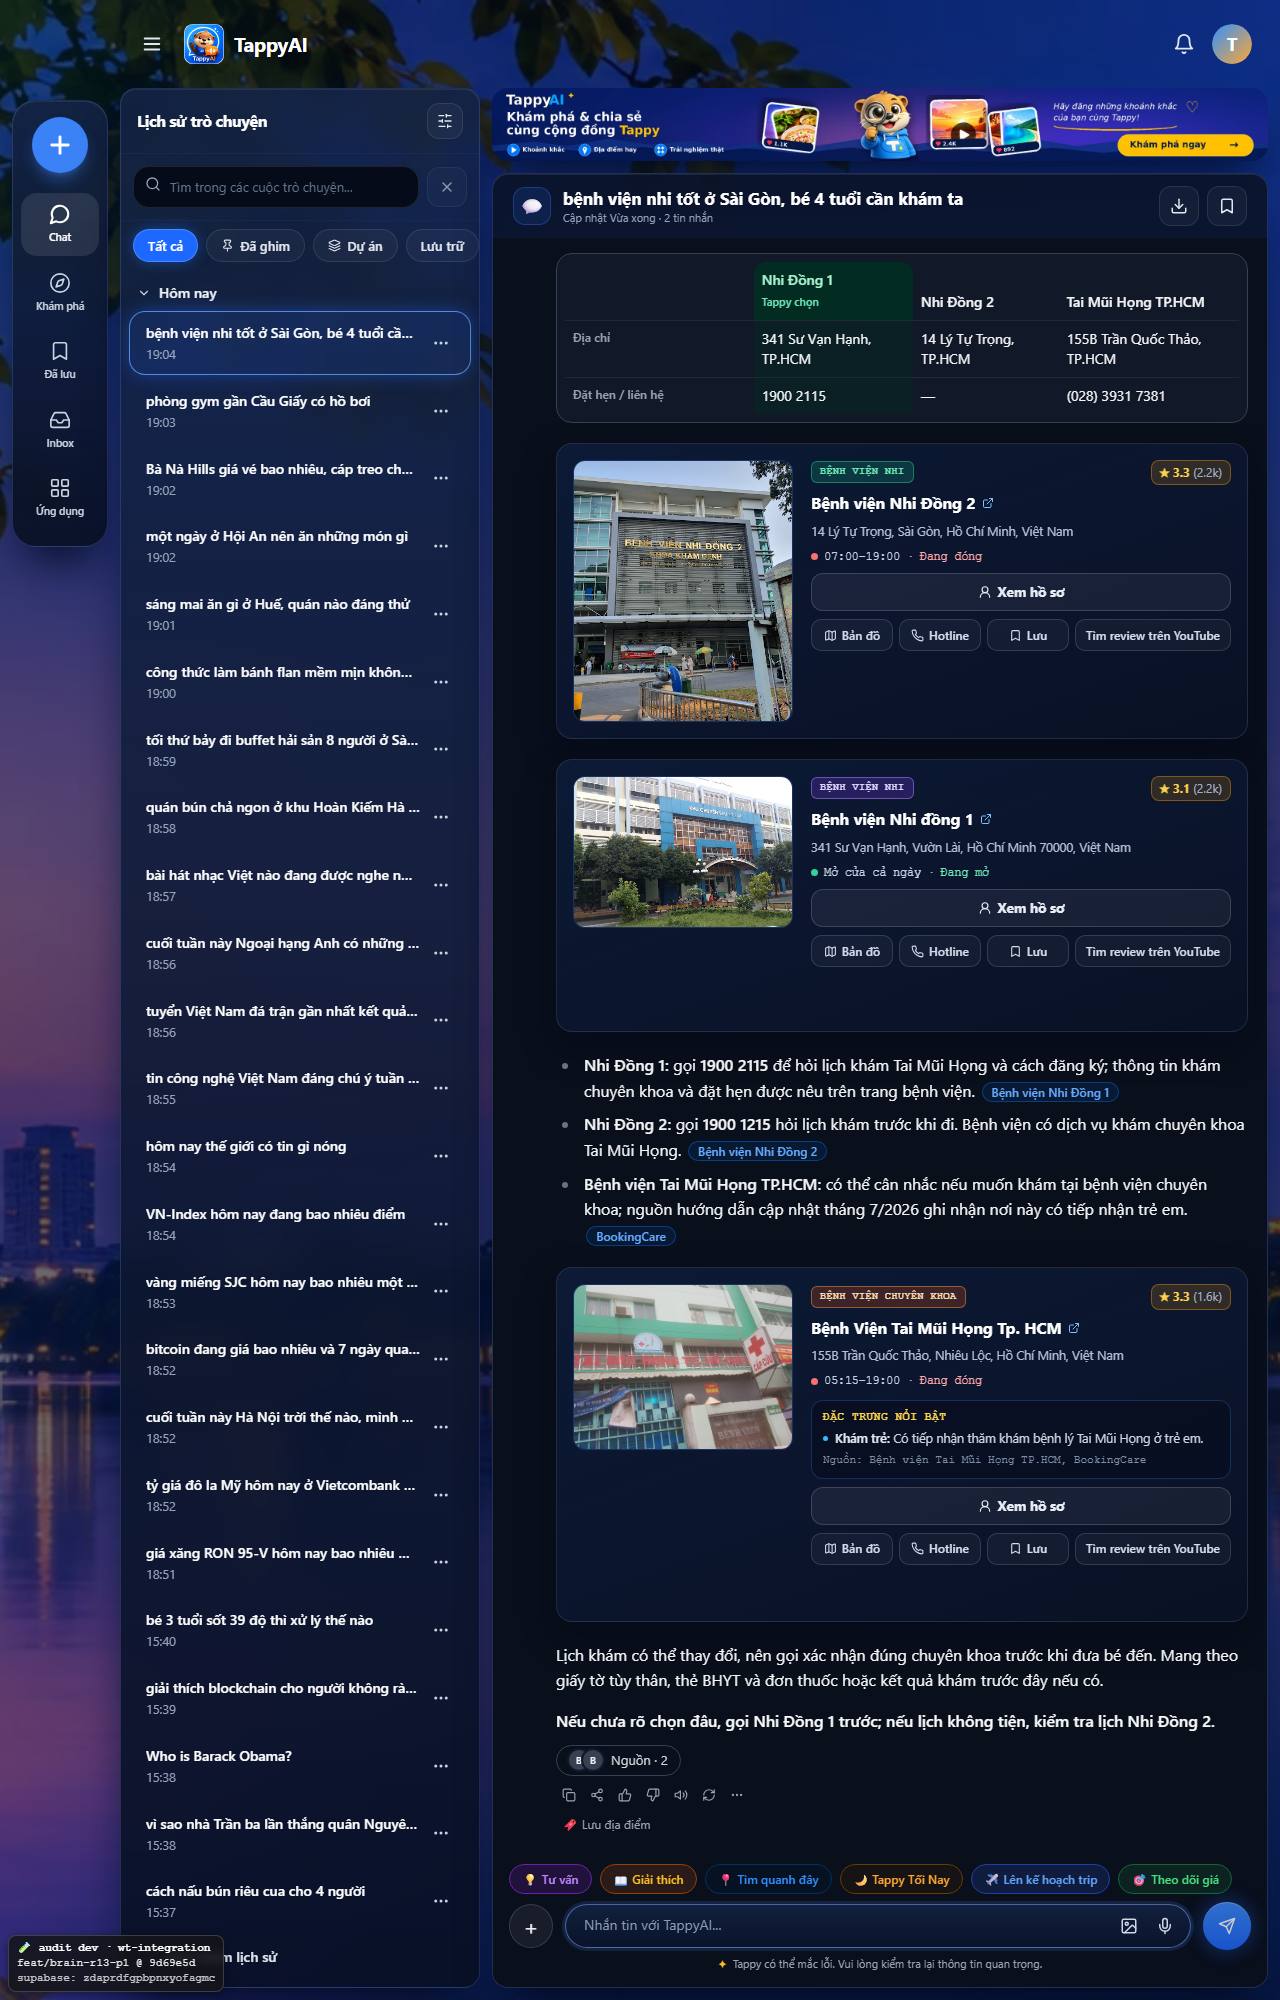 TappyAI
T
TappyAI
Khám phá & chia sẻ
cùng cộng đồng Tappy
Khoảnh khắc
Địa điểm hay
Trải nghiệm thật
1.1K
2.4K
892
Hãy đăng những khoảnh khắc
của bạn cùng Tappy!
Khám phá ngay →
Chat
Khám phá
Đã lưu
Inbox
Ứng dụng
Lịch sử trò chuyện
Tìm trong các cuộc trò chuyện...
Tất cả
Đã ghim
Dự án
Lưu trữ
Hôm nay
bệnh viện nhi tốt ở Sài Gòn, bé 4 tuổi cầ...
19:04
phòng gym gần Cầu Giấy có hồ bơi
19:03
Bà Nà Hills giá vé bao nhiêu, cáp treo ch...
19:02
một ngày ở Hội An nên ăn những món gì
19:02
sáng mai ăn gì ở Huế, quán nào đáng thử
19:01
công thức làm bánh flan mềm mịn khôn...
19:00
tối thứ bảy đi buffet hải sản 8 người ở Sà...
18:59
quán bún chả ngon ở khu Hoàn Kiếm Hà ...
18:58
bài hát nhạc Việt nào đang được nghe n...
18:57
cuối tuần này Ngoại hạng Anh có những ...
18:56
tuyển Việt Nam đá trận gần nhất kết quả...
18:56
tin công nghệ Việt Nam đáng chú ý tuần ...
18:55
hôm nay thế giới có tin gì nóng
18:54
VN-Index hôm nay đang bao nhiêu điểm
18:54
vàng miếng SJC hôm nay bao nhiêu một ...
18:53
bitcoin đang giá bao nhiêu và 7 ngày qua...
18:52
cuối tuần này Hà Nội trời thế nào, mình ...
18:52
tỷ giá đô la Mỹ hôm nay ở Vietcombank ...
18:52
giá xăng RON 95-V hôm nay bao nhiêu ...
18:51
bé 3 tuổi sốt 39 độ thì xử lý thế nào
15:40
giải thích blockchain cho người không rà...
15:39
Who is Barack Obama?
15:38
vì sao nhà Trần ba lần thắng quân Nguyê...
15:38
cách nấu bún riêu cua cho 4 người
15:37
m lịch sử
audit dev · wt-integration
feat/brain-r13-p1 @ 9d69e5d
supabase: zdaprdfgpbpnxyofagmc
bệnh viện nhi tốt ở Sài Gòn, bé 4 tuổi cần khám ta
Cập nhật Vừa xong · 2 tin nhắn
Nhi Đồng 1
Tappy chọn
Nhi Đồng 2
Tai Mũi Họng TP.HCM
Địa chỉ
341 Sư Vạn Hạnh, TP.HCM
14 Lý Tự Trọng, TP.HCM
155B Trần Quốc Thảo, TP.HCM
Đặt hẹn / liên hệ
1900 2115
—
(028) 3931 7381
BỆNH VIỆN NHI ĐỒNG 2
KHOA KHÁM BỆNH
BỆNH VIỆN NHI
★ 3.3 (2.2k)
Bệnh viện Nhi Đồng 2
14 Lý Tự Trọng, Sài Gòn, Hồ Chí Minh, Việt Nam
07:00–19:00 · Đang đóng
Xem hồ sơ
Bản đồ
Hotline
Lưu
Tìm review trên YouTube
BỆNH VIỆN NHI
★ 3.1 (2.2k)
Bệnh viện Nhi đồng 1
341 Sư Vạn Hạnh, Vườn Lài, Hồ Chí Minh 70000, Việt Nam
Mở cửa cả ngày · Đang mở
Xem hồ sơ
Bản đồ
Hotline
Lưu
Tìm review trên YouTube
Nhi Đồng 1: gọi 1900 2115 để hỏi lịch khám Tai Mũi Họng và cách đăng ký; thông tin khám
chuyên khoa và đặt hẹn được nêu trên trang bệnh viện. Bệnh viện Nhi Đồng 1
Nhi Đồng 2: gọi 1900 1215 hỏi lịch khám trước khi đi. Bệnh viện có dịch vụ khám chuyên khoa
Tai Mũi Họng. Bệnh viện Nhi Đồng 2
Bệnh viện Tai Mũi Họng TP.HCM: có thể cân nhắc nếu muốn khám tại bệnh viện chuyên
khoa; nguồn hướng dẫn cập nhật tháng 7/2026 ghi nhận nơi này có tiếp nhận trẻ em.
BookingCare
CẤP CỨU
BỆNH VIỆN CHUYÊN KHOA
★ 3.3 (1.6k)
Bệnh Viện Tai Mũi Họng Tp. HCM
155B Trần Quốc Thảo, Nhiêu Lộc, Hồ Chí Minh, Việt Nam
05:15–19:00 · Đang đóng
ĐẶC TRƯNG NỔI BẬT
Khám trẻ: Có tiếp nhận thăm khám bệnh lý Tai Mũi Họng ở trẻ em.
Nguồn: Bệnh viện Tai Mũi Họng TP.HCM, BookingCare
Xem hồ sơ
Bản đồ
Hotline
Lưu
Tìm review trên YouTube
Lịch khám có thể thay đổi, nên gọi xác nhận đúng chuyên khoa trước khi đưa bé đến. Mang theo
giấy tờ tùy thân, thẻ BHYT và đơn thuốc hoặc kết quả khám trước đây nếu có.
Nếu chưa rõ chọn đâu, gọi Nhi Đồng 1 trước; nếu lịch không tiện, kiểm tra lịch Nhi Đồng 2.
B B Nguồn · 2
Lưu địa điểm
Tư vấn
Giải thích
Tìm quanh đây
Tappy Tối Nay
Lên kế hoạch trip
Theo dõi giá
Nhắn tin với TappyAI...
Tappy có thể mắc lỗi. Vui lòng kiểm tra lại thông tin quan trọng.